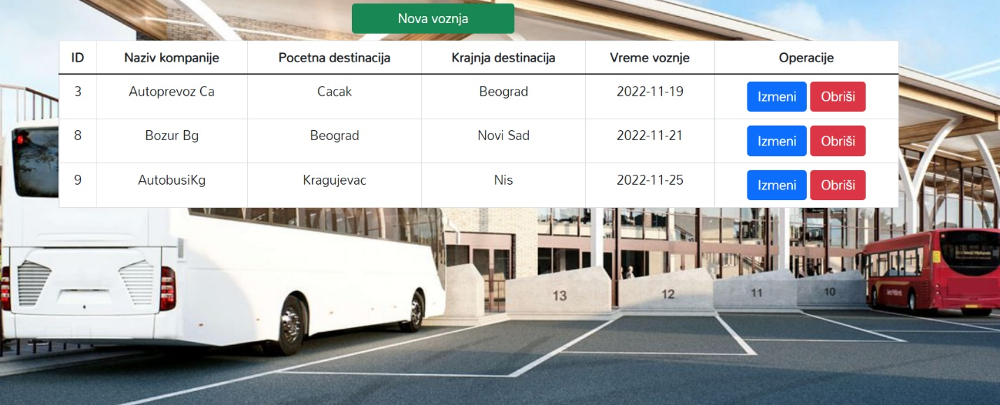 Nova voznja
ID Naziv kompanije Pocetna destinacija Krajnja destinacija Vreme voznje Operacije
3 Autoprevoz Ca Cacak Beograd 2022-11-19 Izmeni Obriši
8 Bozur Bg Beograd Novi Sad 2022-11-21 Izmeni Obriši
9 AutobusiKg Kragujevac Nis 2022-11-25 Izmeni Obriši
13 12 11 10